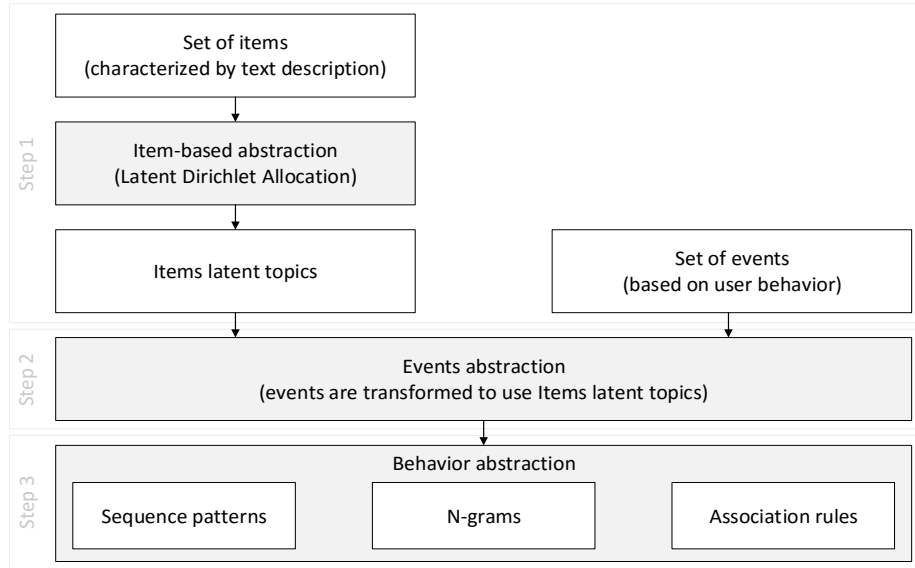 Step 1
Set of items
(characterized by text description)
Item-based abstraction
(Latent Dirichlet Allocation)
Items latent topics
Set of events
(based on user behavior)
Step 2
Events abstraction
(events are transformed to use Items latent topics)
Step 3
Behavior abstraction
Sequence patterns
N-grams
Association rules